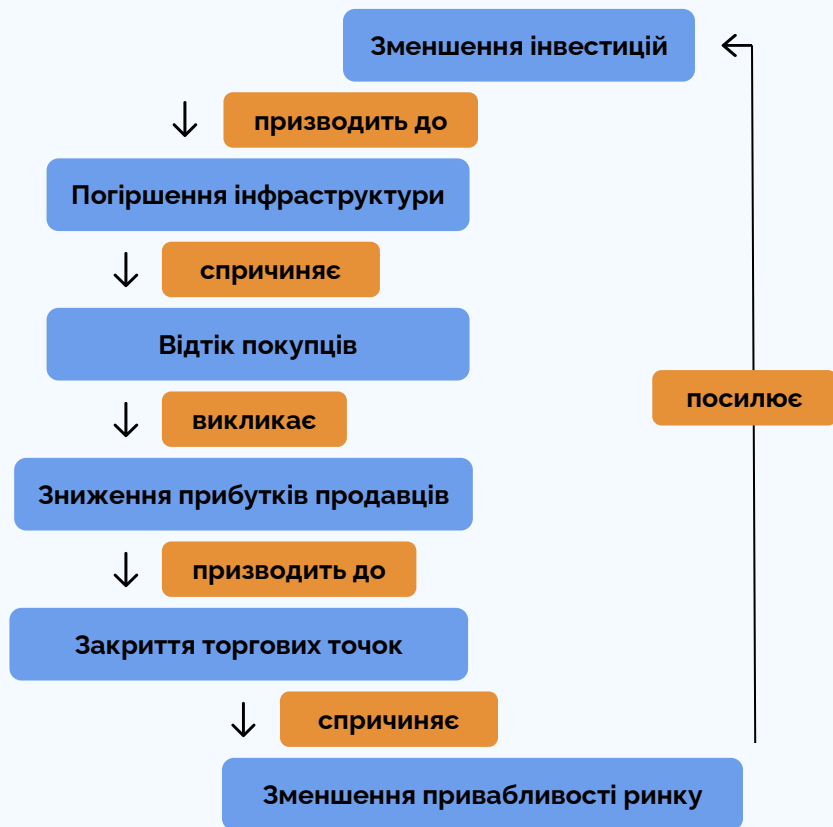 Зменшення інвестицій
призводить до
Погіршення інфраструктури
спричиняє
Відтік покупців
посилює
викликає
Зниження прибутків продавців
призводить до
Закриття торгових точок
спричиняє
Зменшення привабливості ринку